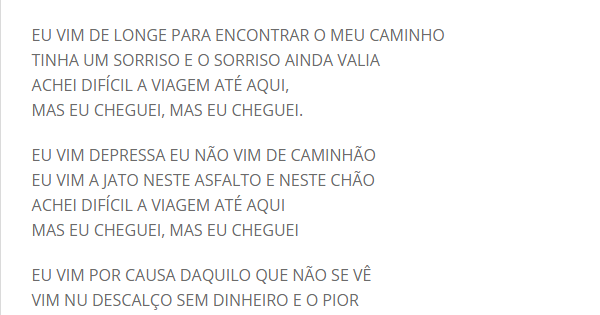 EU VIM DE LONGE PARA ENCONTRAR O MEU CAMINHO
TINHA UM SORRISO E O SORRISO AINDA VALIA
ACHEI DIFÍCIL A VIAGEM ATÉ AQUI,
MAS EU CHEGUEI, MAS EU CHEGUEI.
EU VIM DEPRESSA EU NÃO VIM DE CAMINHÃO
EU VIM A JATO NESTE ASFALTO E NESTE CHÃO
ACHEI DIFÍCIL A VIAGEM ATÉ AQUI
MAS EU CHEGUEI, MAS EU CHEGUEI
EU VIM POR CAUSA DAQUILO QUE NÃO SE VÊ
VIM NU DESCALÇO SEM DINHEIRO E O PIOR